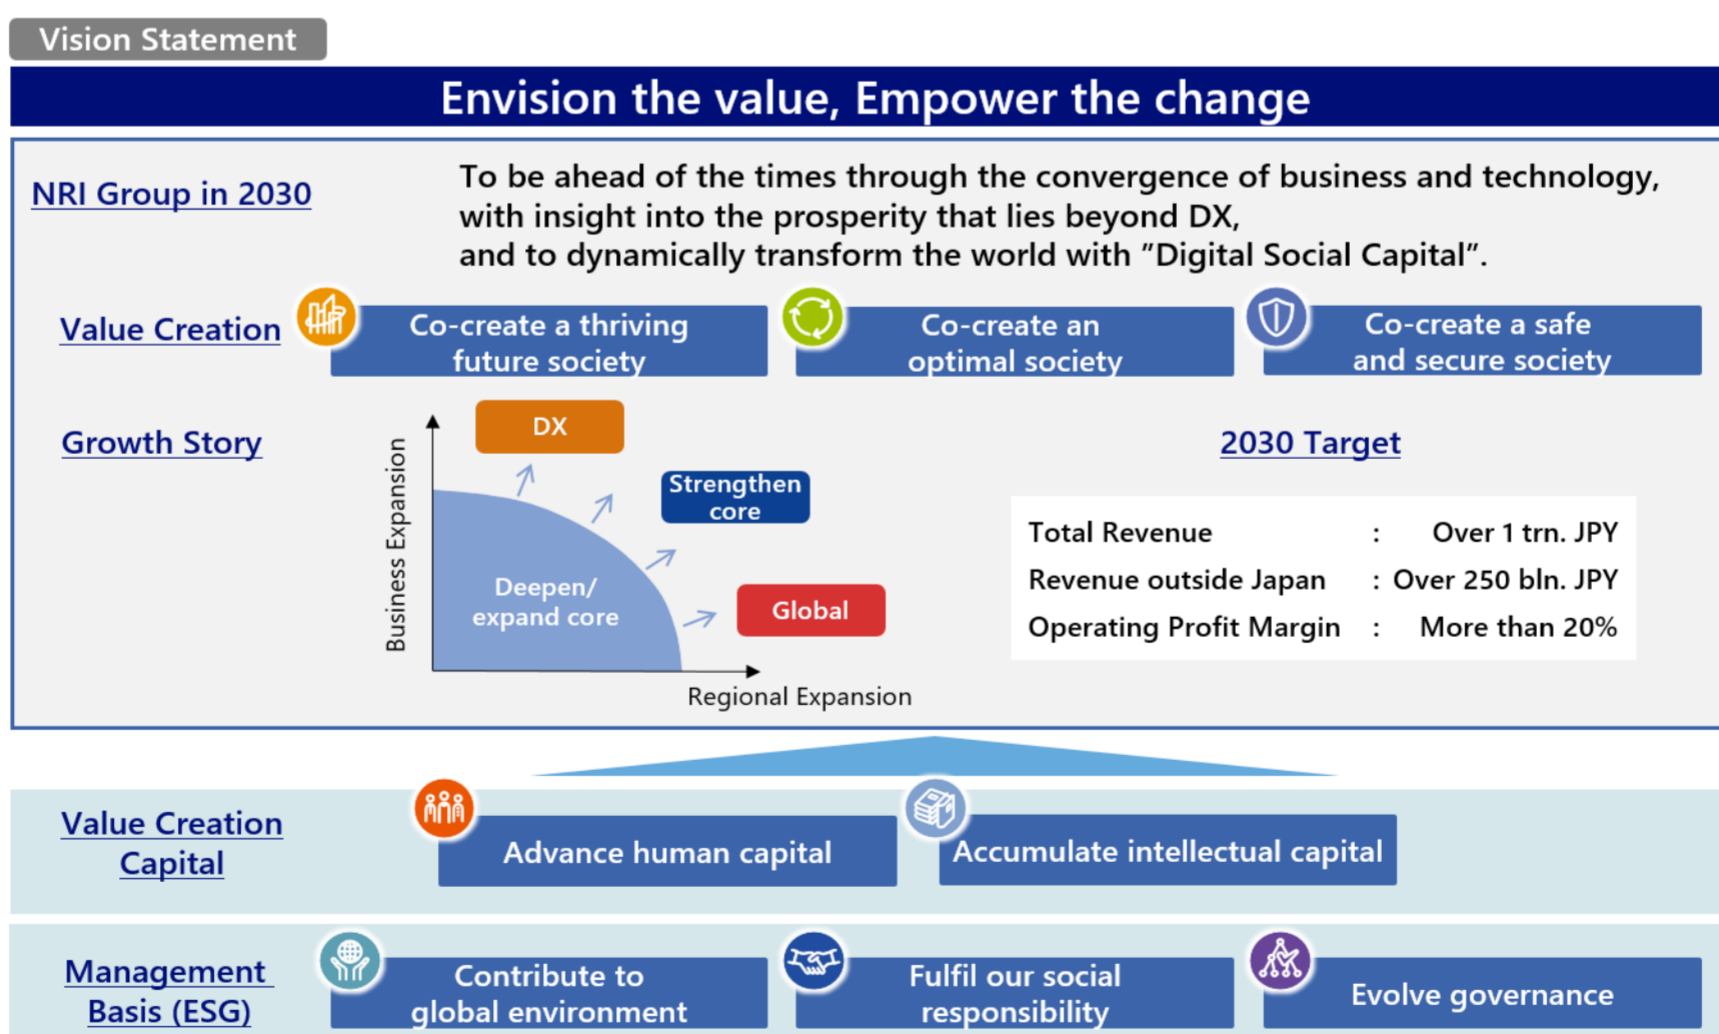 Vision Statement
Envision the value, Empower the change
NRI Group in 2030
To be ahead of the times through the convergence of business and technology,
with insight into the prosperity that lies beyond DX,
and to dynamically transform the world with ”Digital Social Capital”.
Value Creation
Co-create a thriving
future society
Co-create an
optimal society
Co-create a safe
and secure society
Growth Story
Business Expansion
DX
Strengthen
core
Deepen/
expand core
Global
Regional Expansion
2030 Target
Total Revenue : Over 1 trn. JPY
Revenue outside Japan : Over 250 bln. JPY
Operating Profit Margin : More than 20%
Value Creation
Capital
Advance human capital
Accumulate intellectual capital
Management
Basis (ESG)
Contribute to
global environment
Fulfil our social
responsibility
Evolve governance